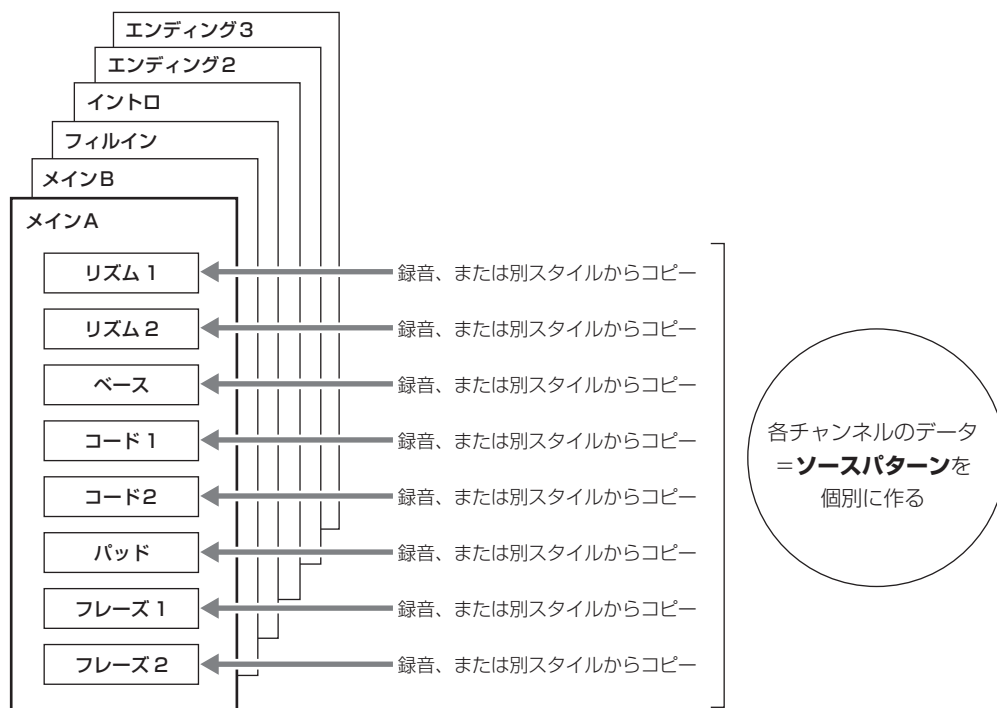 エンディング3
エンディング2
イントロ
フィルイン
メインB
メインA
リズム 1
録音、または別スタイルからコピー
リズム 2
録音、または別スタイルからコピー
ベース
録音、または別スタイルからコピー
コード 1
録音、または別スタイルからコピー
コード2
録音、または別スタイルからコピー
パッド
録音、または別スタイルからコピー
フレーズ 1
録音、または別スタイルからコピー
フレーズ 2
録音、または別スタイルからコピー
各チャンネルのデータ
=ソースパターンを
個別に作る